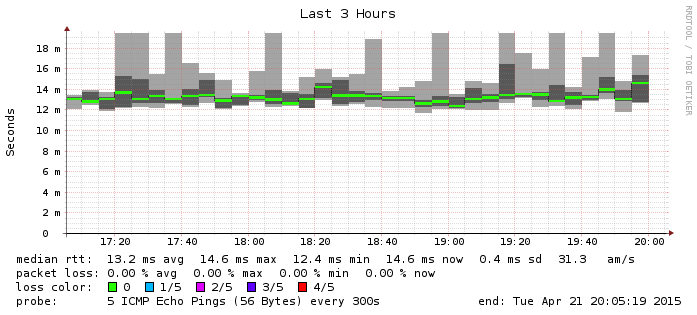 Last 3 Hours
RRDTOOL / TOBI OETIKER
Seconds
18 m
16 m
14 m
12 m
10 m
8 m
6 m
4 m
2 m
0
17:20 17:40 18:00 18:20 18:40 19:00 19:20 19:40 20:00
median rtt: 13.2 ms avg 14.6 ms max 12.4 ms min 14.6 ms now 0.4 ms sd 31.3 am/s
packet loss: 0.00 % avg 0.00 % max 0.00 % min 0.00 % now
loss color: 0 1/5 2/5 3/5 4/5
probe: 5 ICMP Echo Pings (56 Bytes) every 300s end: Tue Apr 21 20:05:19 2015